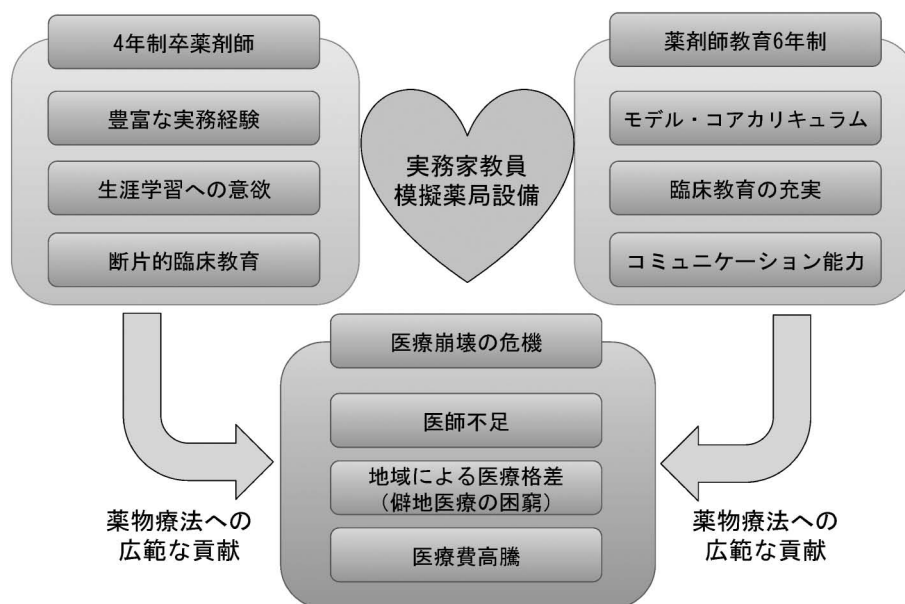 4年制卒薬剤師
豊富な実務経験
生涯学習への意欲
断片的臨床教育
実務家教員
模擬薬局設備
薬剤師教育6年制
モデル・コアカリキュラム
臨床教育の充実
コミュニケーション能力
医療崩壊の危機
医師不足
地域による医療格差
（僻地医療の困窮）
医療費高騰
薬物療法への
広範な貢献
薬物療法への
広範な貢献